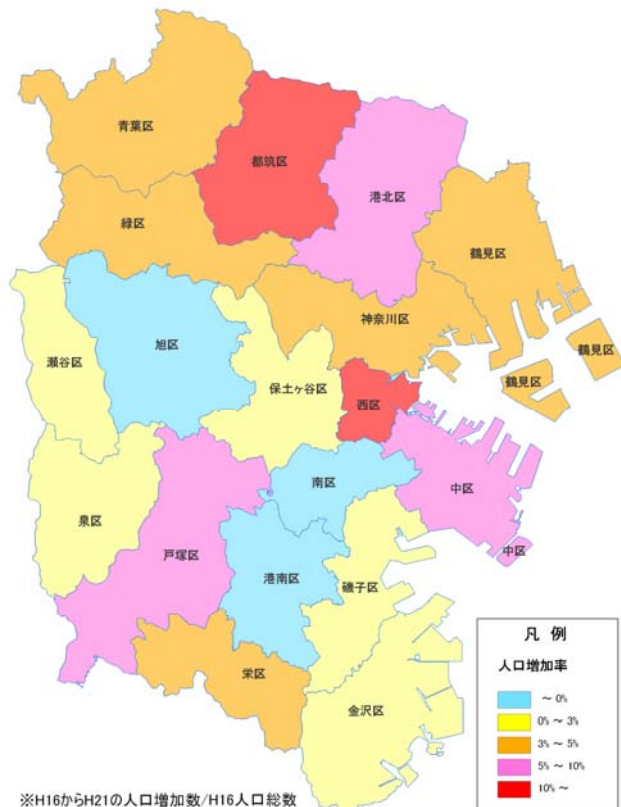 青葉区
都筑区
港北区
緑区
鶴見区
神奈川区
鶴見区
鶴見区
旭区
瀬谷区
保土ヶ谷区
西区
南区
中区
泉区
中区
戸塚区
港南区
磯子区
栄区
金沢区
凡 例
人口増加率
～ 0%
0% ～ 3%
3% ～ 5%
5% ～ 10%
10% ～
※H16からH21の人口増加数/H16人口総数